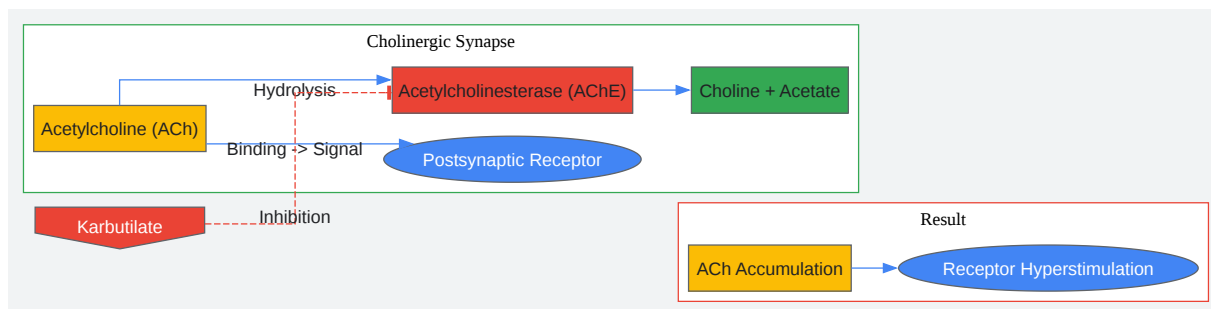 Cholinergic Synapse
Hydrolysis
Acetylcholinesterase (AChE)
Choline + Acetate
Acetylcholine (ACh)
Binding -> Signal
Postsynaptic Receptor
Karbutilate
Inhibition
Result
ACh Accumulation
Receptor Hyperstimulation